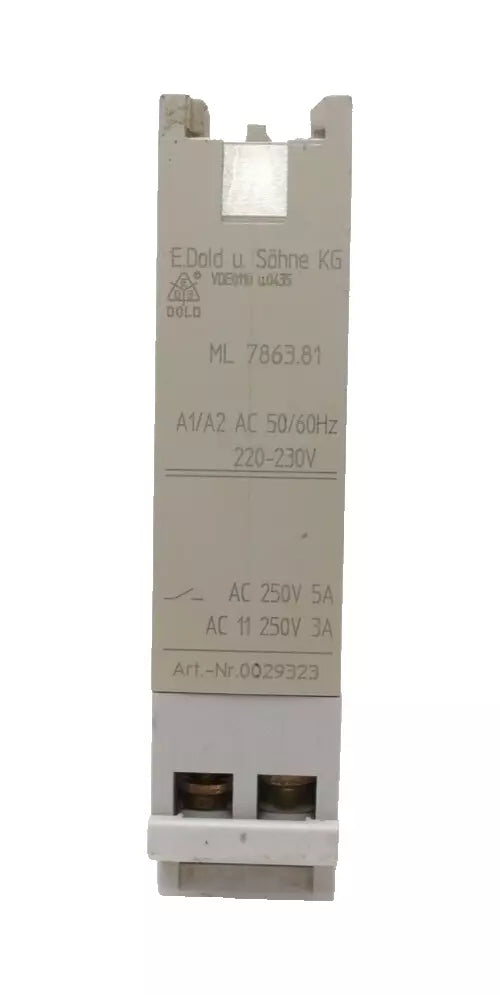 E.Dold u. Söhne KG
VDE0110 u.0435
DOLD
ML 7863.81
A1/A2 AC 50/60Hz
220-230V
AC 250V 5A
AC 11 250V 3A
Art.-Nr.0029323